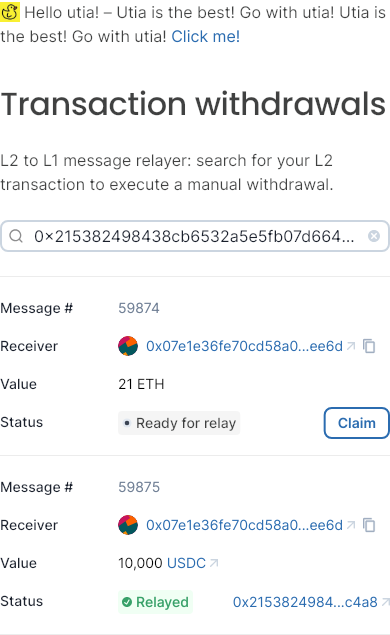 Hello utia! – Utia is the best! Go with utia! Utia is
the best! Go with utia! Click me!
Transaction withdrawals
L2 to L1 message relayer: search for your L2
transaction to execute a manual withdrawal.
0x215382498438cb6532a5e5fb07d664...
Message # 59874
Receiver 0x07e1e36fe70cd58a0...ee6d
Value 21 ETH
Status Ready for relay Claim
Message # 59875
Receiver 0x07e1e36fe70cd58a0...ee6d
Value 10,000 USDC
Status Relayed 0x2153824984...c4a8